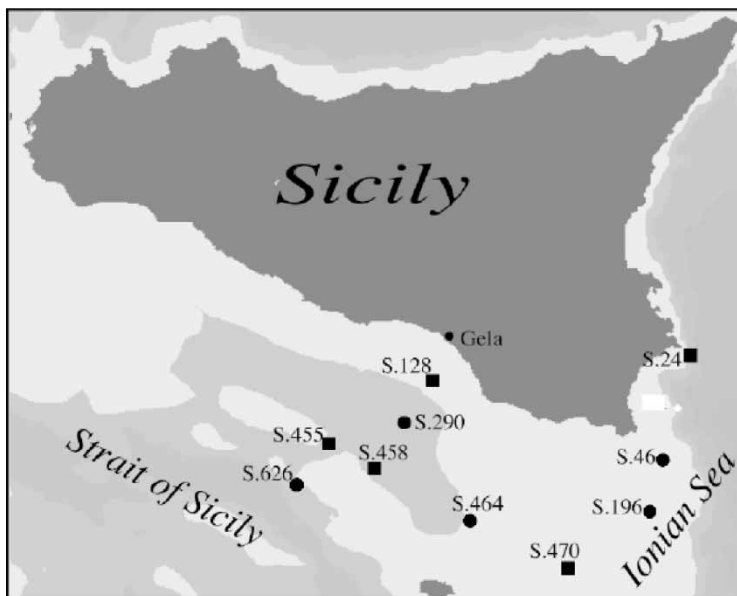 Sicily
Gela
S.128
S.24
S.290
S.455
S.458
S.626
S.46
S.464
S.196
S.470
Strait of Sicily
Ionian Sea